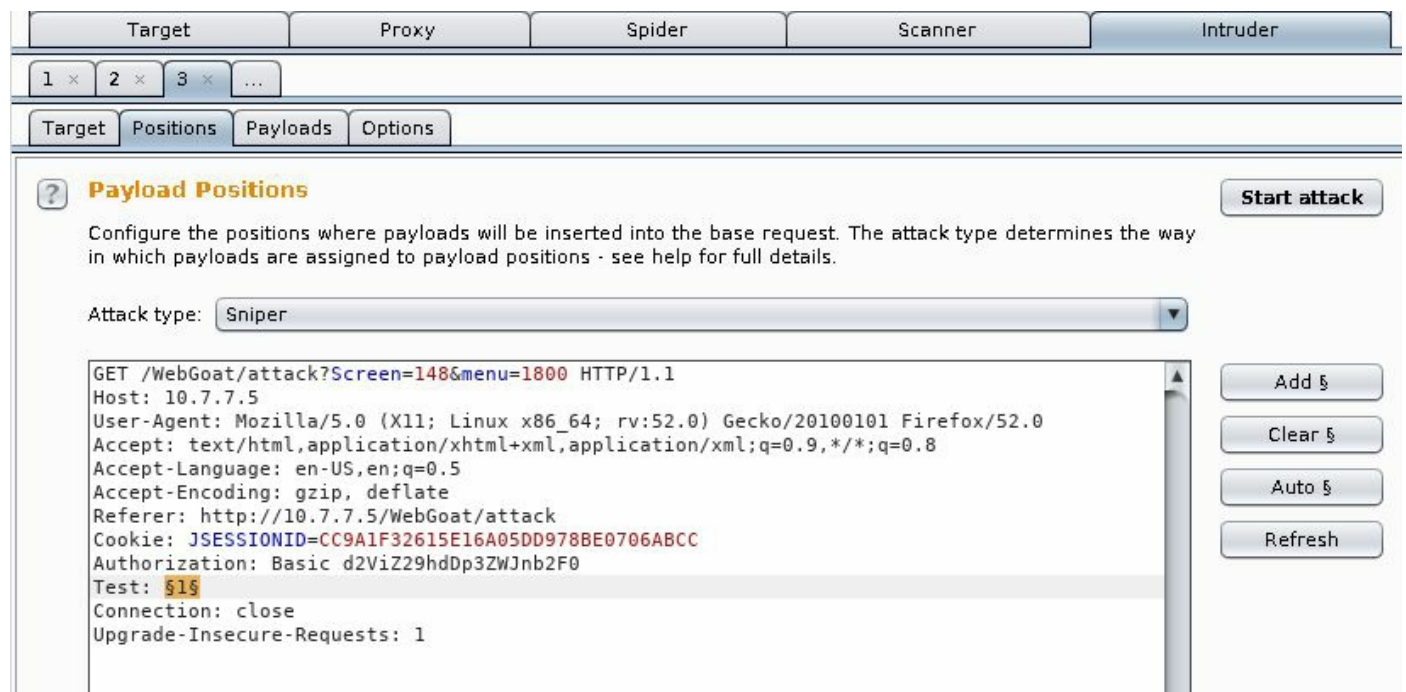 Target Proxy Spider Scanner Intruder
1 × 2 × 3 × ...
Target Positions Payloads Options
? Payload Positions
Start attack
Configure the positions where payloads will be inserted into the base request. The attack type determines the way
in which payloads are assigned to payload positions - see help for full details.
Attack type: Sniper
GET /WebGoat/attack?Screen=148&menu=1800 HTTP/1.1
Host: 10.7.7.5
User-Agent: Mozilla/5.0 (X11; Linux x86_64; rv:52.0) Gecko/20100101 Firefox/52.0
Accept: text/html,application/xhtml+xml,application/xml;q=0.9,*/*;q=0.8
Accept-Language: en-US,en;q=0.5
Accept-Encoding: gzip, deflate
Referer: http://10.7.7.5/WebGoat/attack
Cookie: JSESSIONID=CC9A1F32615E16A05DD978BE0706ABCC
Authorization: Basic d2ViZ29hdDp3ZWJnb2F0
Test: §1§
Connection: close
Upgrade-Insecure-Requests: 1
Add §
Clear §
Auto §
Refresh